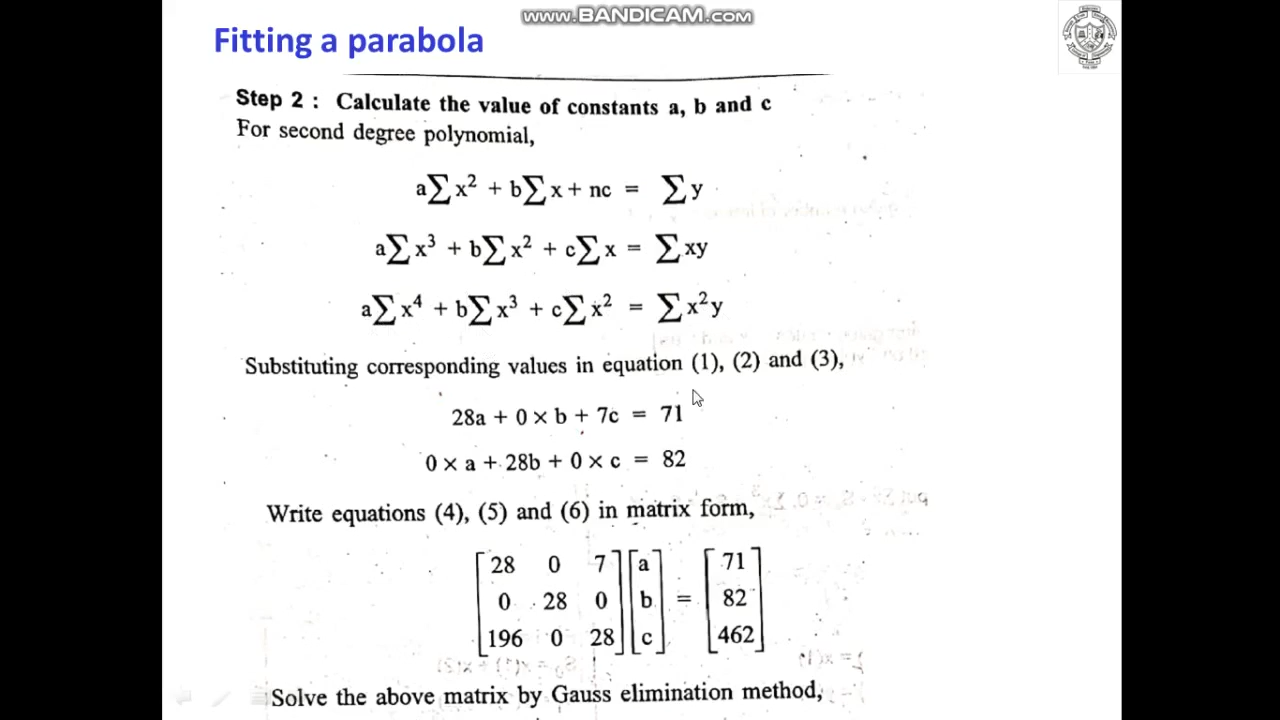 www.BANDICAM.com
Fitting a parabola
Step 2 : Calculate the value of constants a, b and c
For second degree polynomial,
a∑x² + b∑x + nc = ∑y
a∑x³ + b∑x² + c∑x = ∑xy
a∑x⁴ + b∑x³ + c∑x² = ∑x²y
Substituting corresponding values in equation (1), (2) and (3),
28a + 0 × b + 7c = 71
0 × a + 28b + 0 × c = 82
Write equations (4), (5) and (6) in matrix form,
[28 0 7] [a] [71]
[0 28 0] [b] = [82]
[196 0 28] [c] [462]
Solve the above matrix by Gauss elimination method,